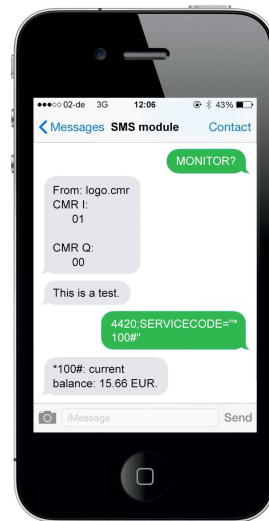 02-de 3G 12:06 43%
Messages SMS module Contact
MONITOR?
From: logo.cmr
CMR I:
01
CMR Q:
00
This is a test.
4420;SERVICECODE="*
100#"
*100#: current
balance: 15.66 EUR.
iMessage Send